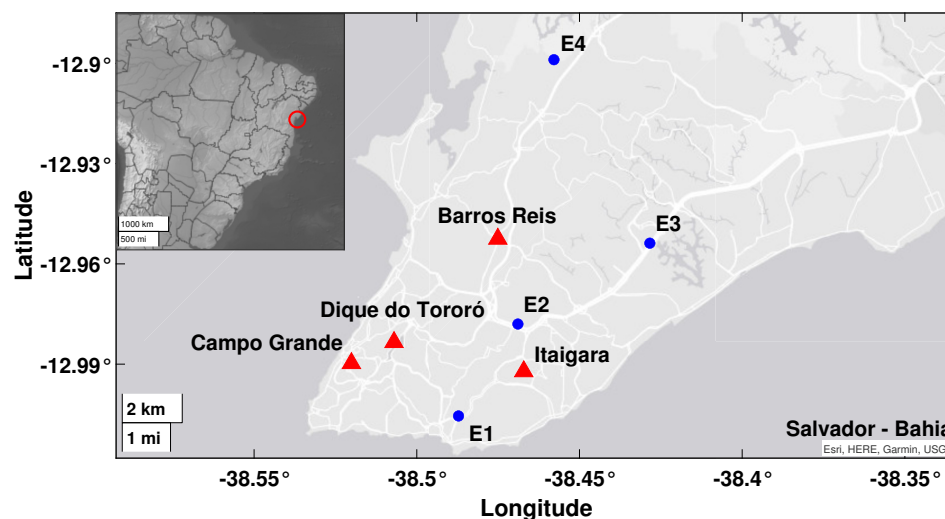 E4
-12.9°
-12.93°
1000 km
500 mi
Barros Reis
E3
Latitude
-12.96°
Dique do Tororó
E2
Campo Grande
Itaigara
-12.99°
2 km
1 mi
E1
Salvador - Bahia
Esri, HERE, Garmin, USG
-38.55°
-38.5°
-38.45°
-38.4°
-38.35°
Longitude